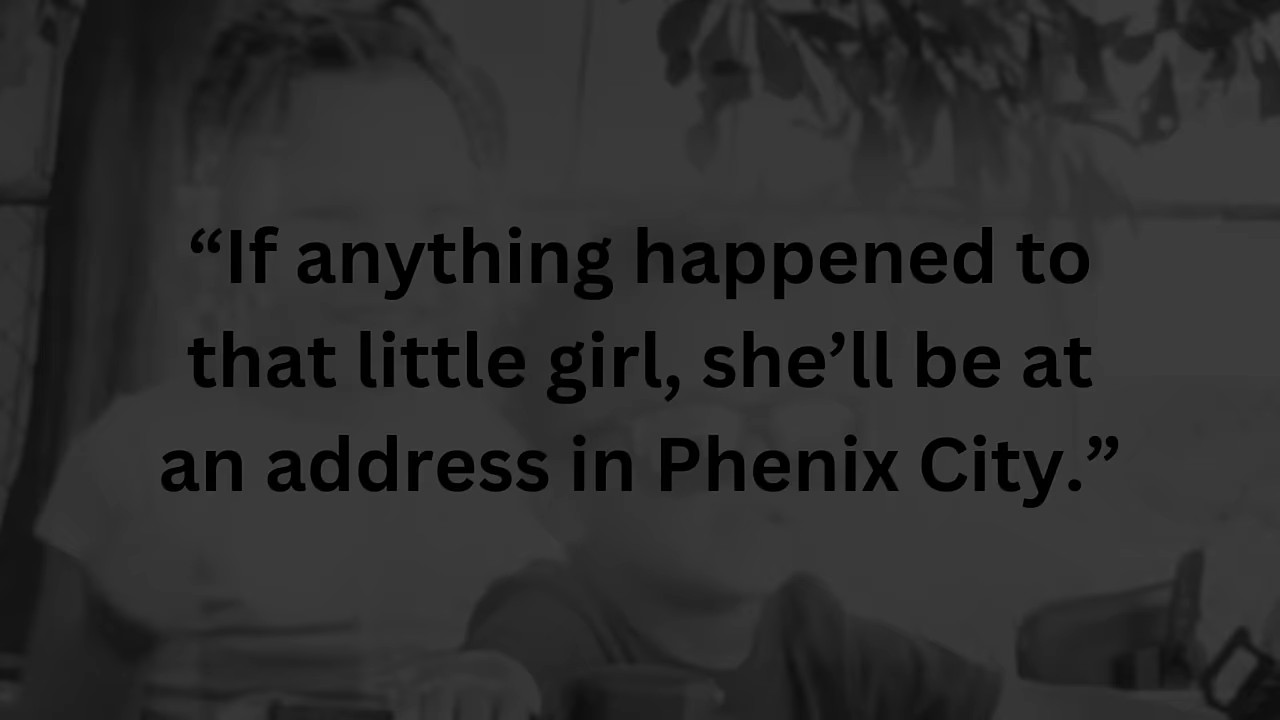 “If anything happened to
that little girl, she’ll be at
an address in Phenix City.”